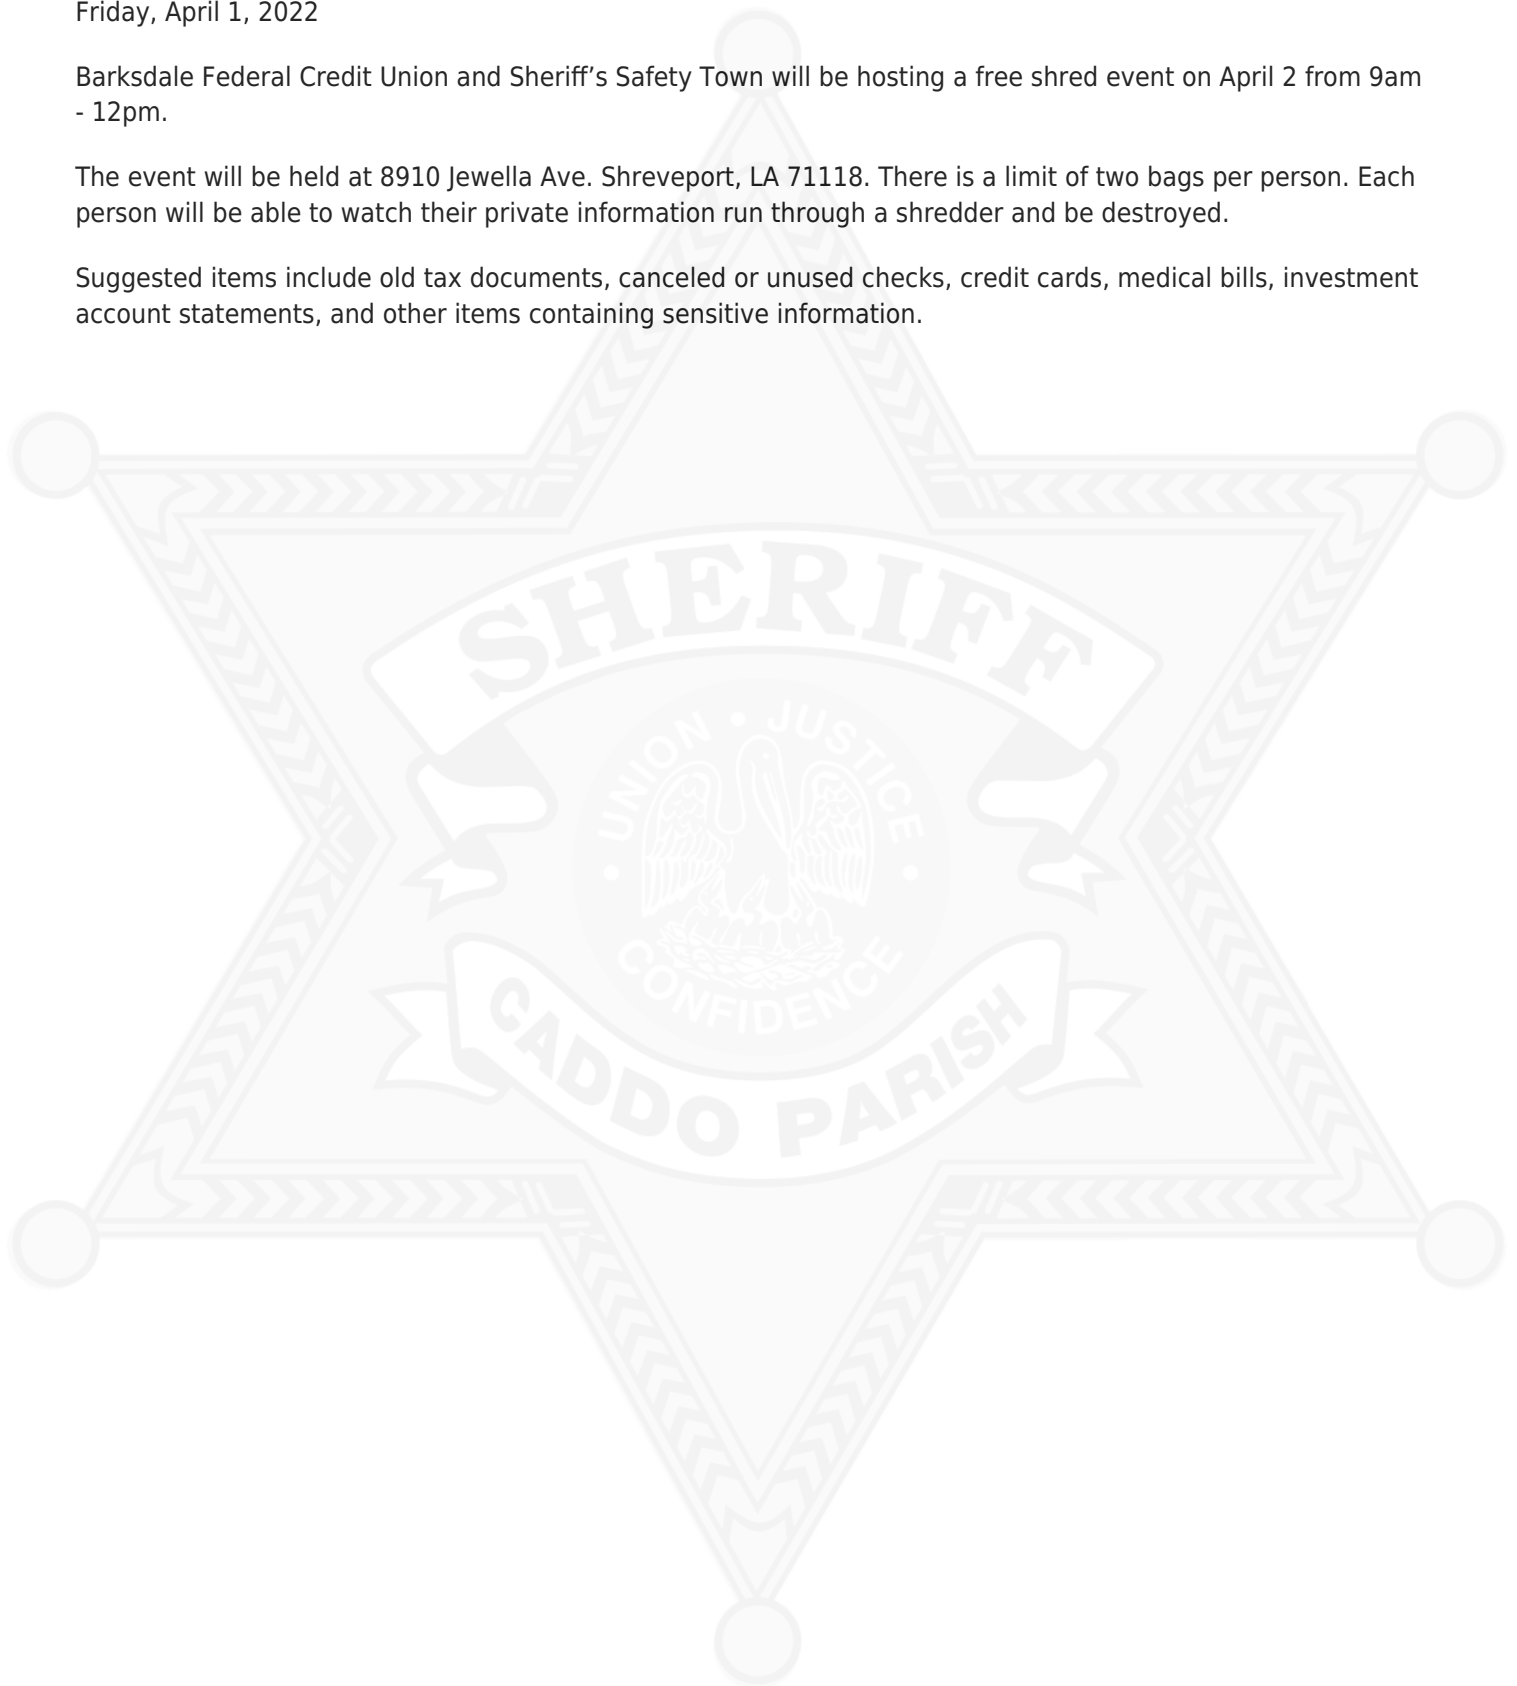 Friday, April 1, 2022
Barksdale Federal Credit Union and Sheriff’s Safety Town will be hosting a free shred event on April 2 from 9am
- 12pm.
The event will be held at 8910 Jewella Ave. Shreveport, LA 71118. There is a limit of two bags per person. Each
person will be able to watch their private information run through a shredder and be destroyed.
Suggested items include old tax documents, canceled or unused checks, credit cards, medical bills, investment
account statements, and other items containing sensitive information.
SHERIFF
UNION • JUSTICE
• CONFIDENCE •
CADDO PARISH